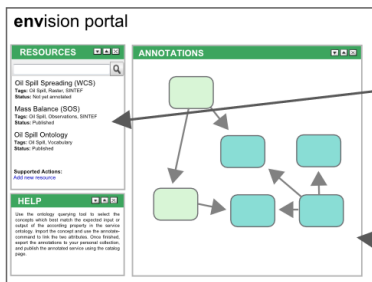 envision portal
RESOURCES
Oil Spill Spreading (WCS)
Tags: Oil Spill, Raster, SINTEF
Status: Not yet annotated
Mass Balance (SOS)
Tags: Oil Spill, Observations, SINTEF
Status: Published
Oil Spill Ontology
Tags: Oil Spill, Vocabulary
Status: Published
Supported Actions:
Add new resource
HELP
Use the ontology querying tool to select the
concepts which best match the expected input or
output of the according property in the service
ontology. Import the concept and use the annotate-
command to link the two attributes. Once finished,
export the annotations to your personal collection,
and publish the annotated service using the catalog
page.
ANNOTATIONS